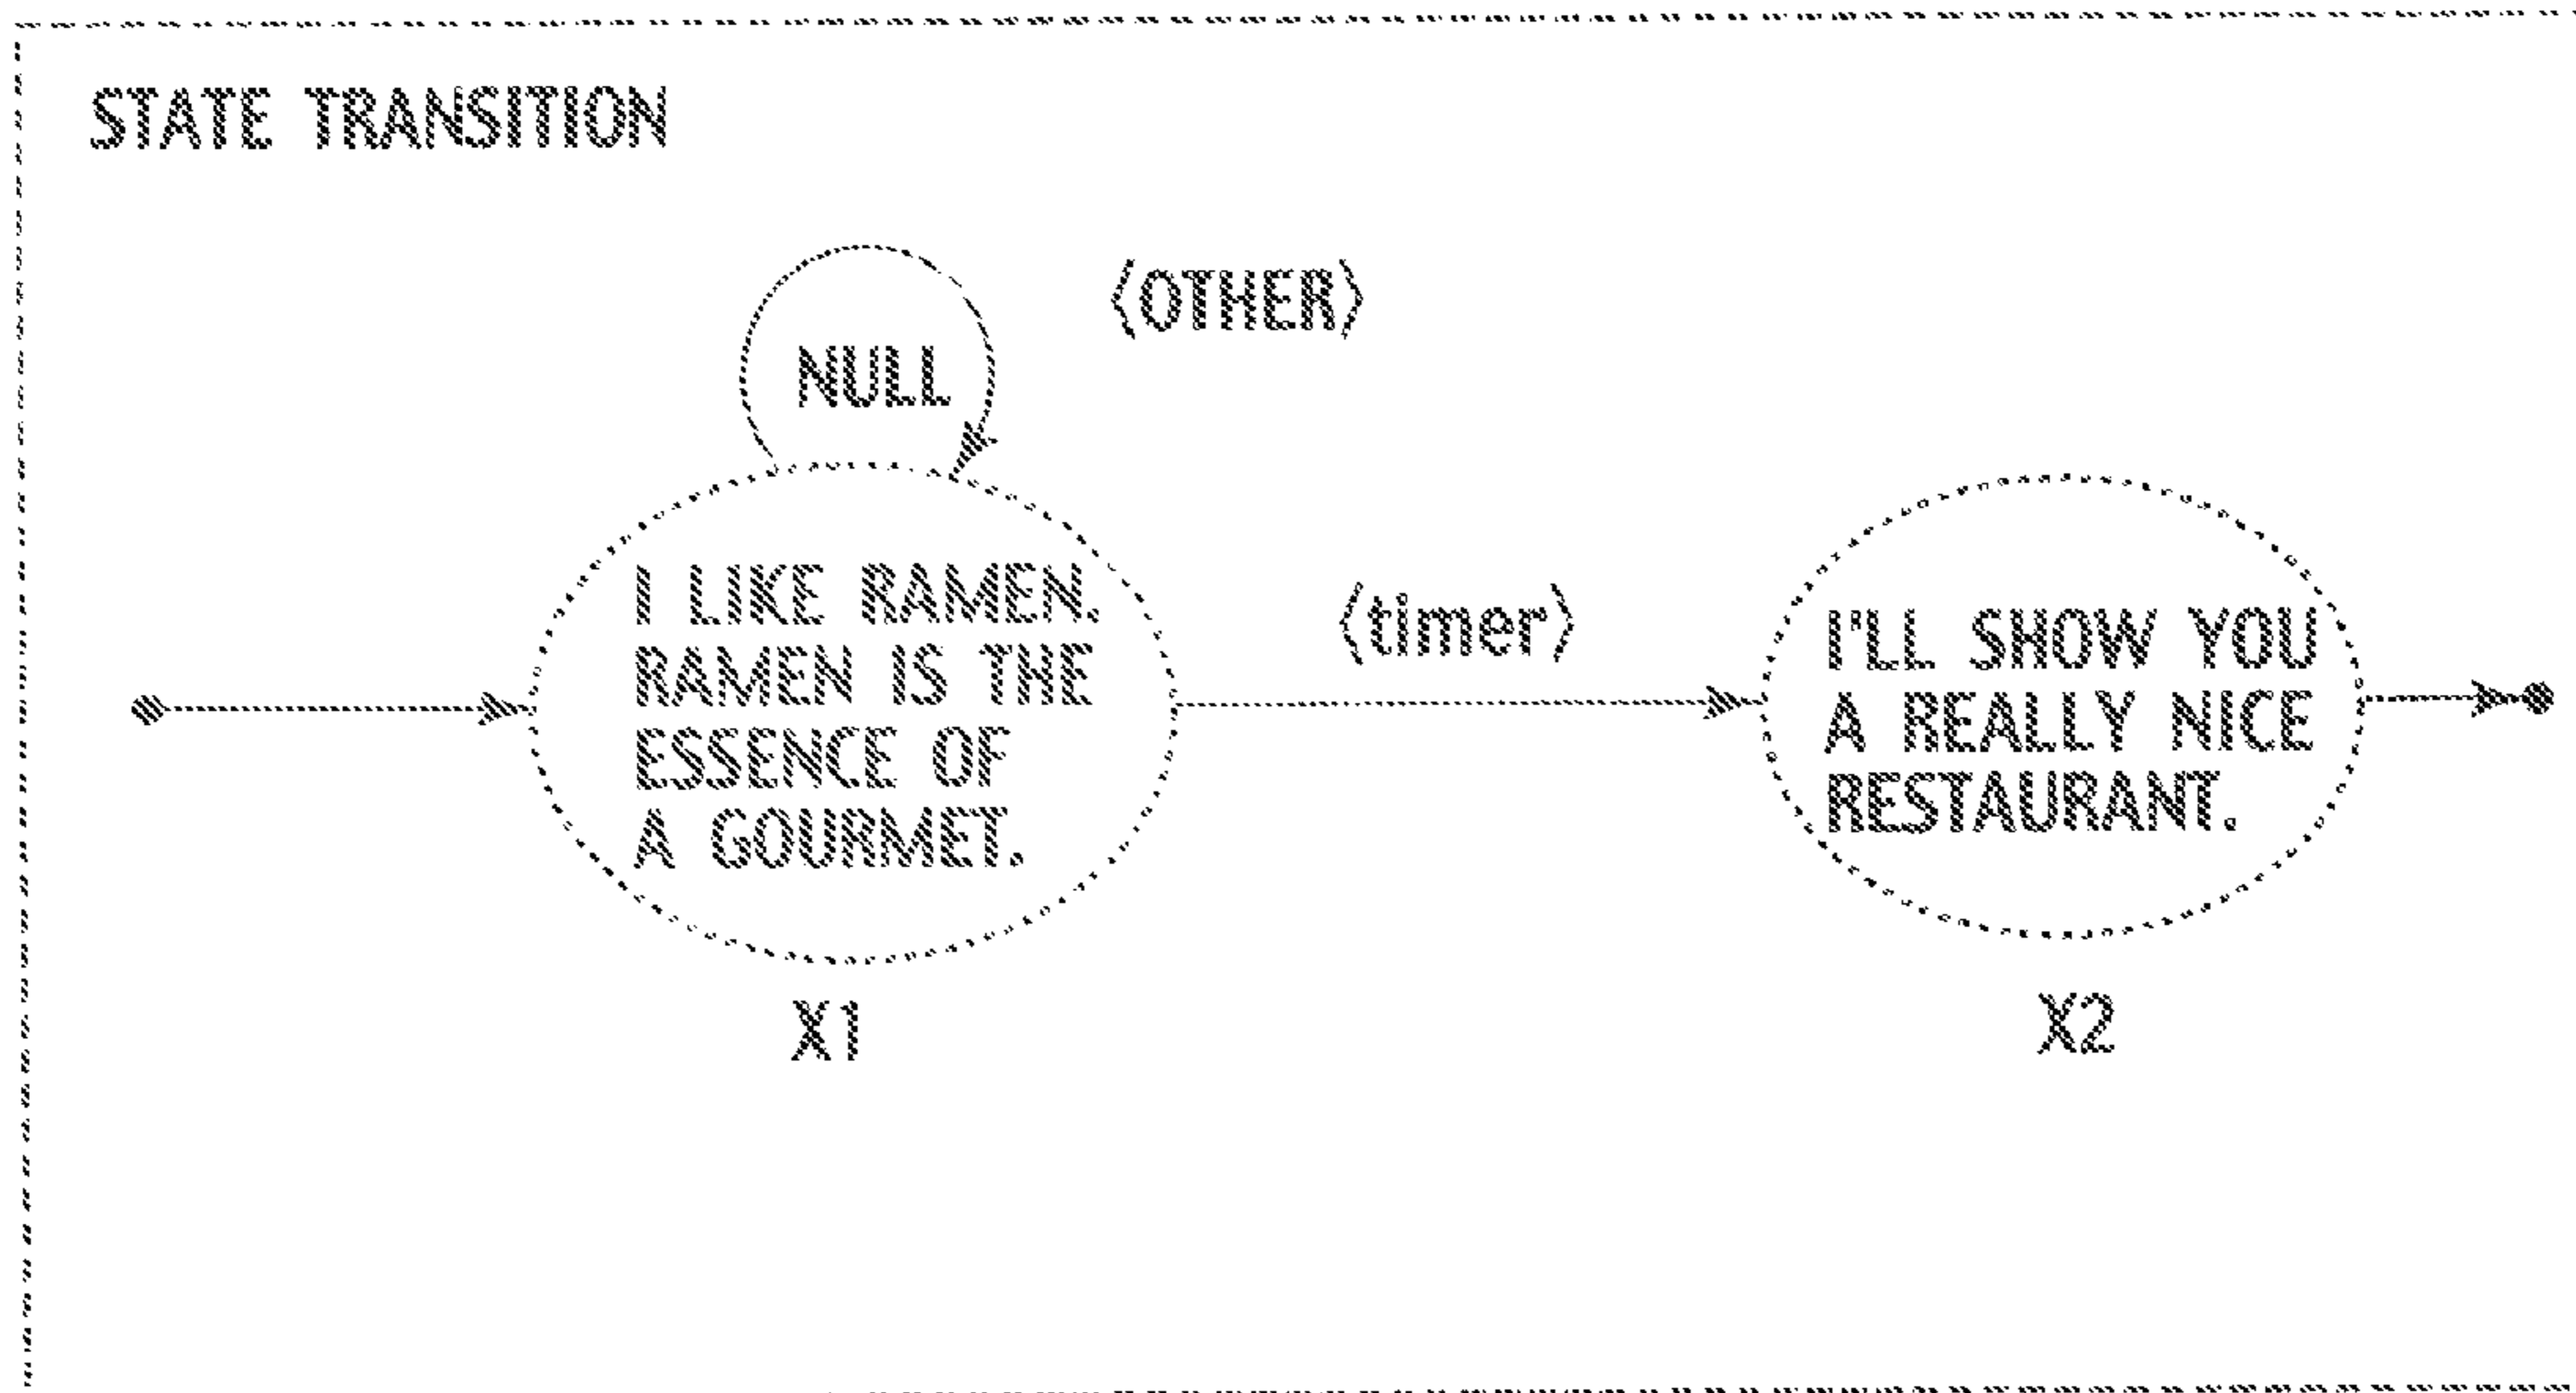 STATE TRANSITION
⟨OTHER⟩
NULL
I LIKE RAMEN.
RAMEN IS THE
ESSENCE OF
A GOURMET.
⟨timer⟩
I'LL SHOW YOU
A REALLY NICE
RESTAURANT.
X1
X2